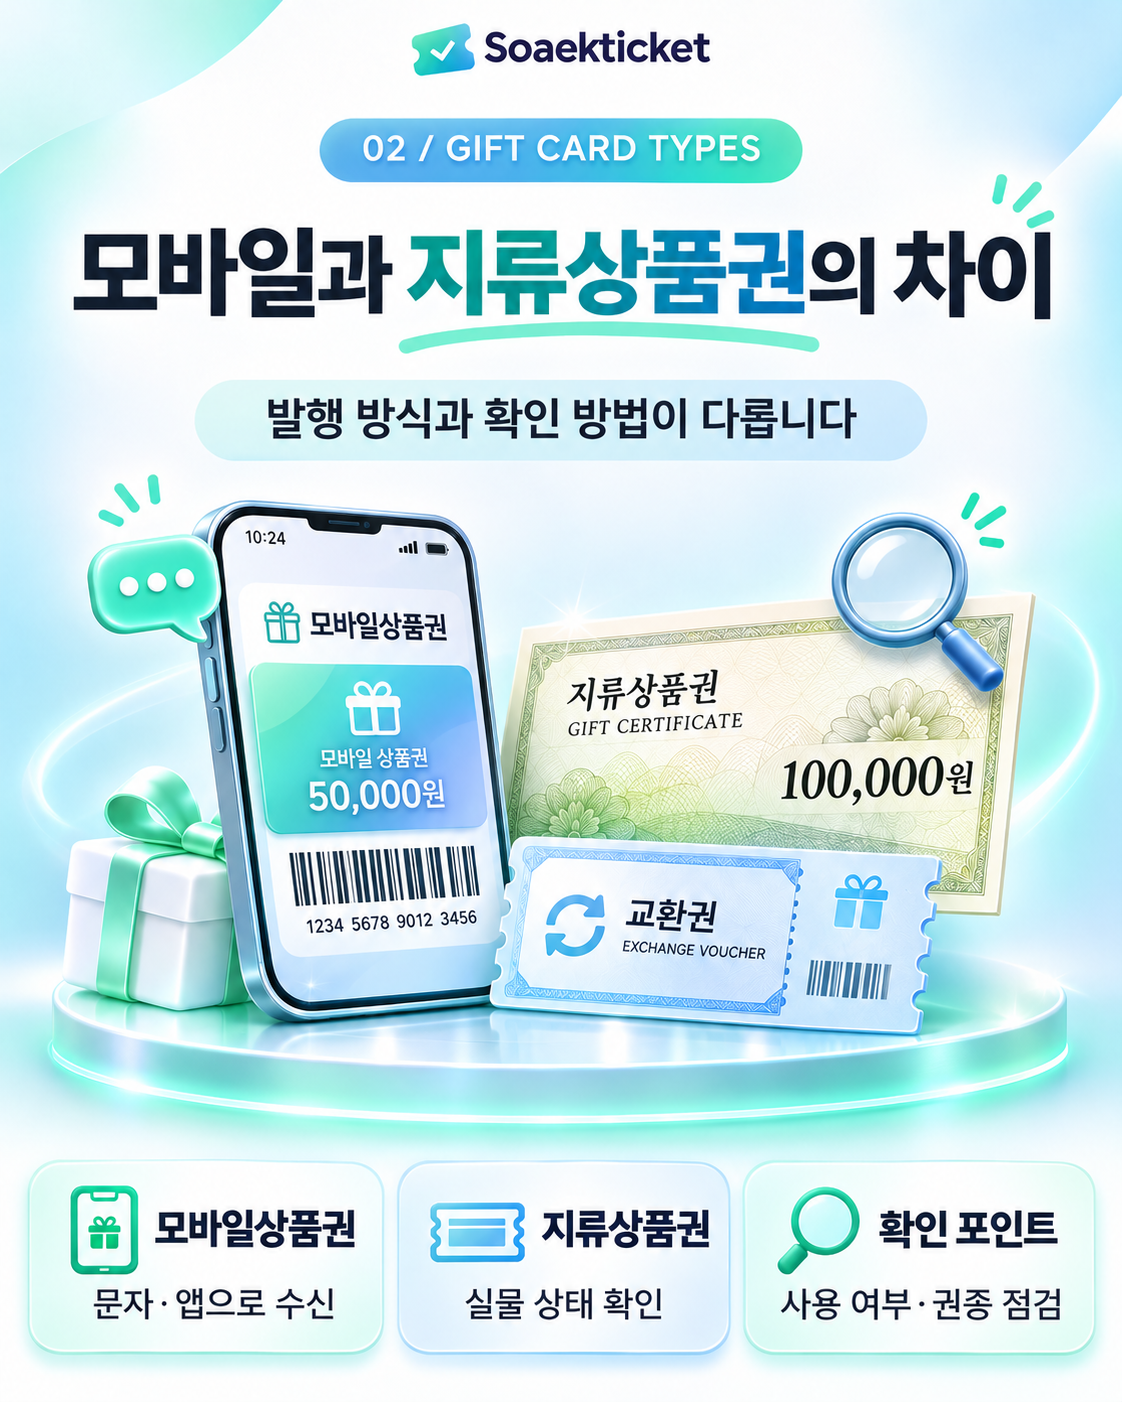 Soaekticket
02 / GIFT CARD TYPES
모바일과 지류상품권의 차이
발행 방식과 확인 방법이 다릅니다
10:24
모바일상품권
모바일 상품권
50,000원
1234 5678 9012 3456
지류상품권
GIFT CERTIFICATE
100,000원
교환권
EXCHANGE VOUCHER
모바일상품권
문자·앱으로 수신
지류상품권
실물 상태 확인
확인 포인트
사용 여부·권종 점검